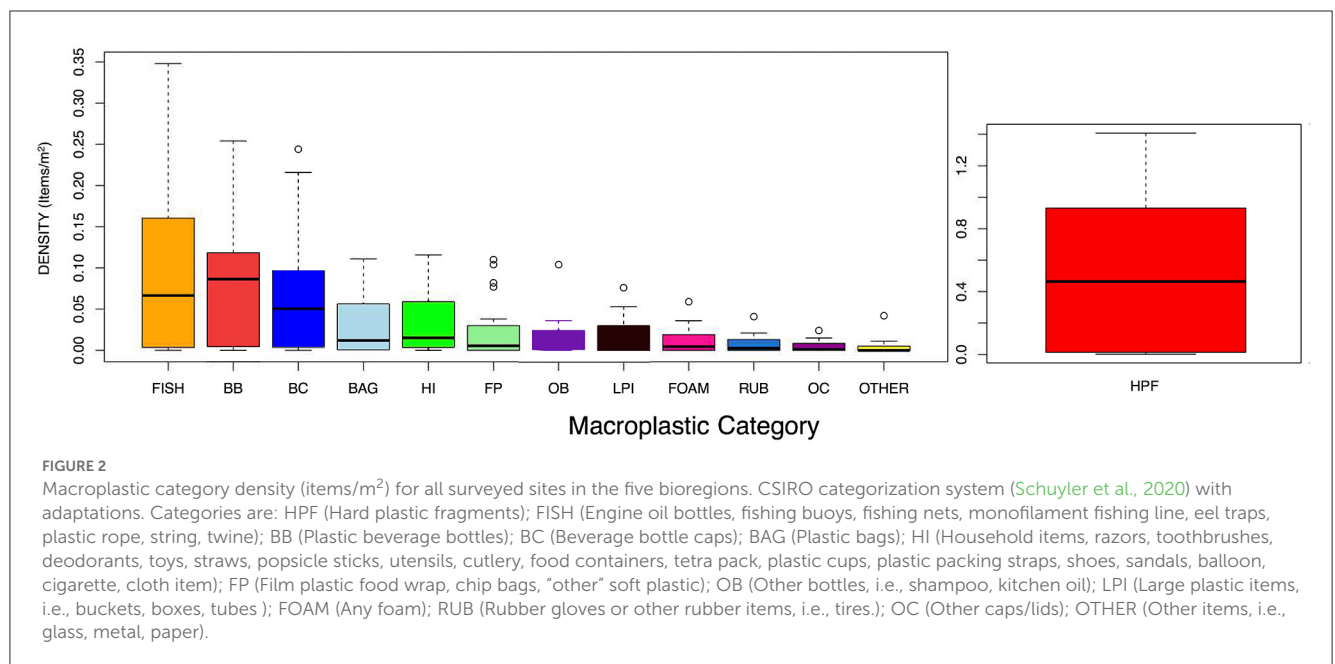 DENSITY (Items/m²)
0.35
0.30
0.25
0.20
0.15
0.10
0.05
0.00
FISH BB BC BAG HI FP OB LPI FOAM RUB OC OTHER
1.2
0.8
0.4
0.0
HPF
Macroplastic Category
FIGURE 2
Macroplastic category density (items/m²) for all surveyed sites in the five bioregions. CSIRO categorization system (Schuyler et al., 2020) with
adaptations. Categories are: HPF (Hard plastic fragments); FISH (Engine oil bottles, fishing buoys, fishing nets, monofilament fishing line, eel traps,
plastic rope, string, twine); BB (Plastic beverage bottles); BC (Beverage bottle caps); BAG (Plastic bags); HI (Household items, razors, toothbrushes,
deodorants, toys, straws, popsicle sticks, utensils, cutlery, food containers, tetra pack, plastic cups, plastic packing straps, shoes, sandals, balloon,
cigarette, cloth item); FP (Film plastic food wrap, chip bags, “other” soft plastic); OB (Other bottles, i.e., shampoo, kitchen oil); LPI (Large plastic items,
i.e., buckets, boxes, tubes ); FOAM (Any foam); RUB (Rubber gloves or other rubber items, i.e., tires.); OC (Other caps/lids); OTHER (Other items, i.e.,
glass, metal, paper).